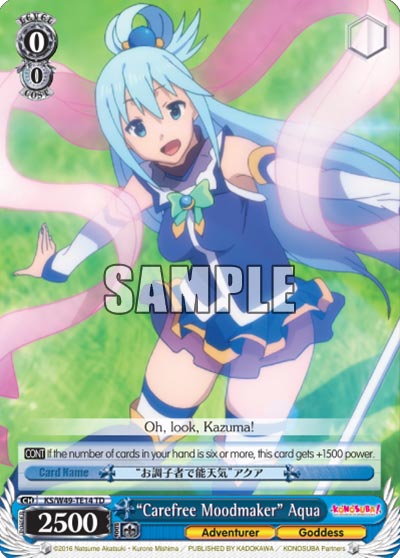 LEVEL
0
0
COST
SAMPLE
Oh, look, Kazuma!
CONT If the number of cards in your hand is six or more, this card gets +1500 power.
Card Name
"お調子者で能天気"アクア
CH KS/W49-TE14 TD
"Carefree Moodmaker" Aqua
KONOSUBA!
POWER
2500
SOUL
Adventurer
Goddess
©2016 Natsume Akatsuki・Kurone Mishima / PUBLISHED BY KADOKAWA / KONOSUBA Partners